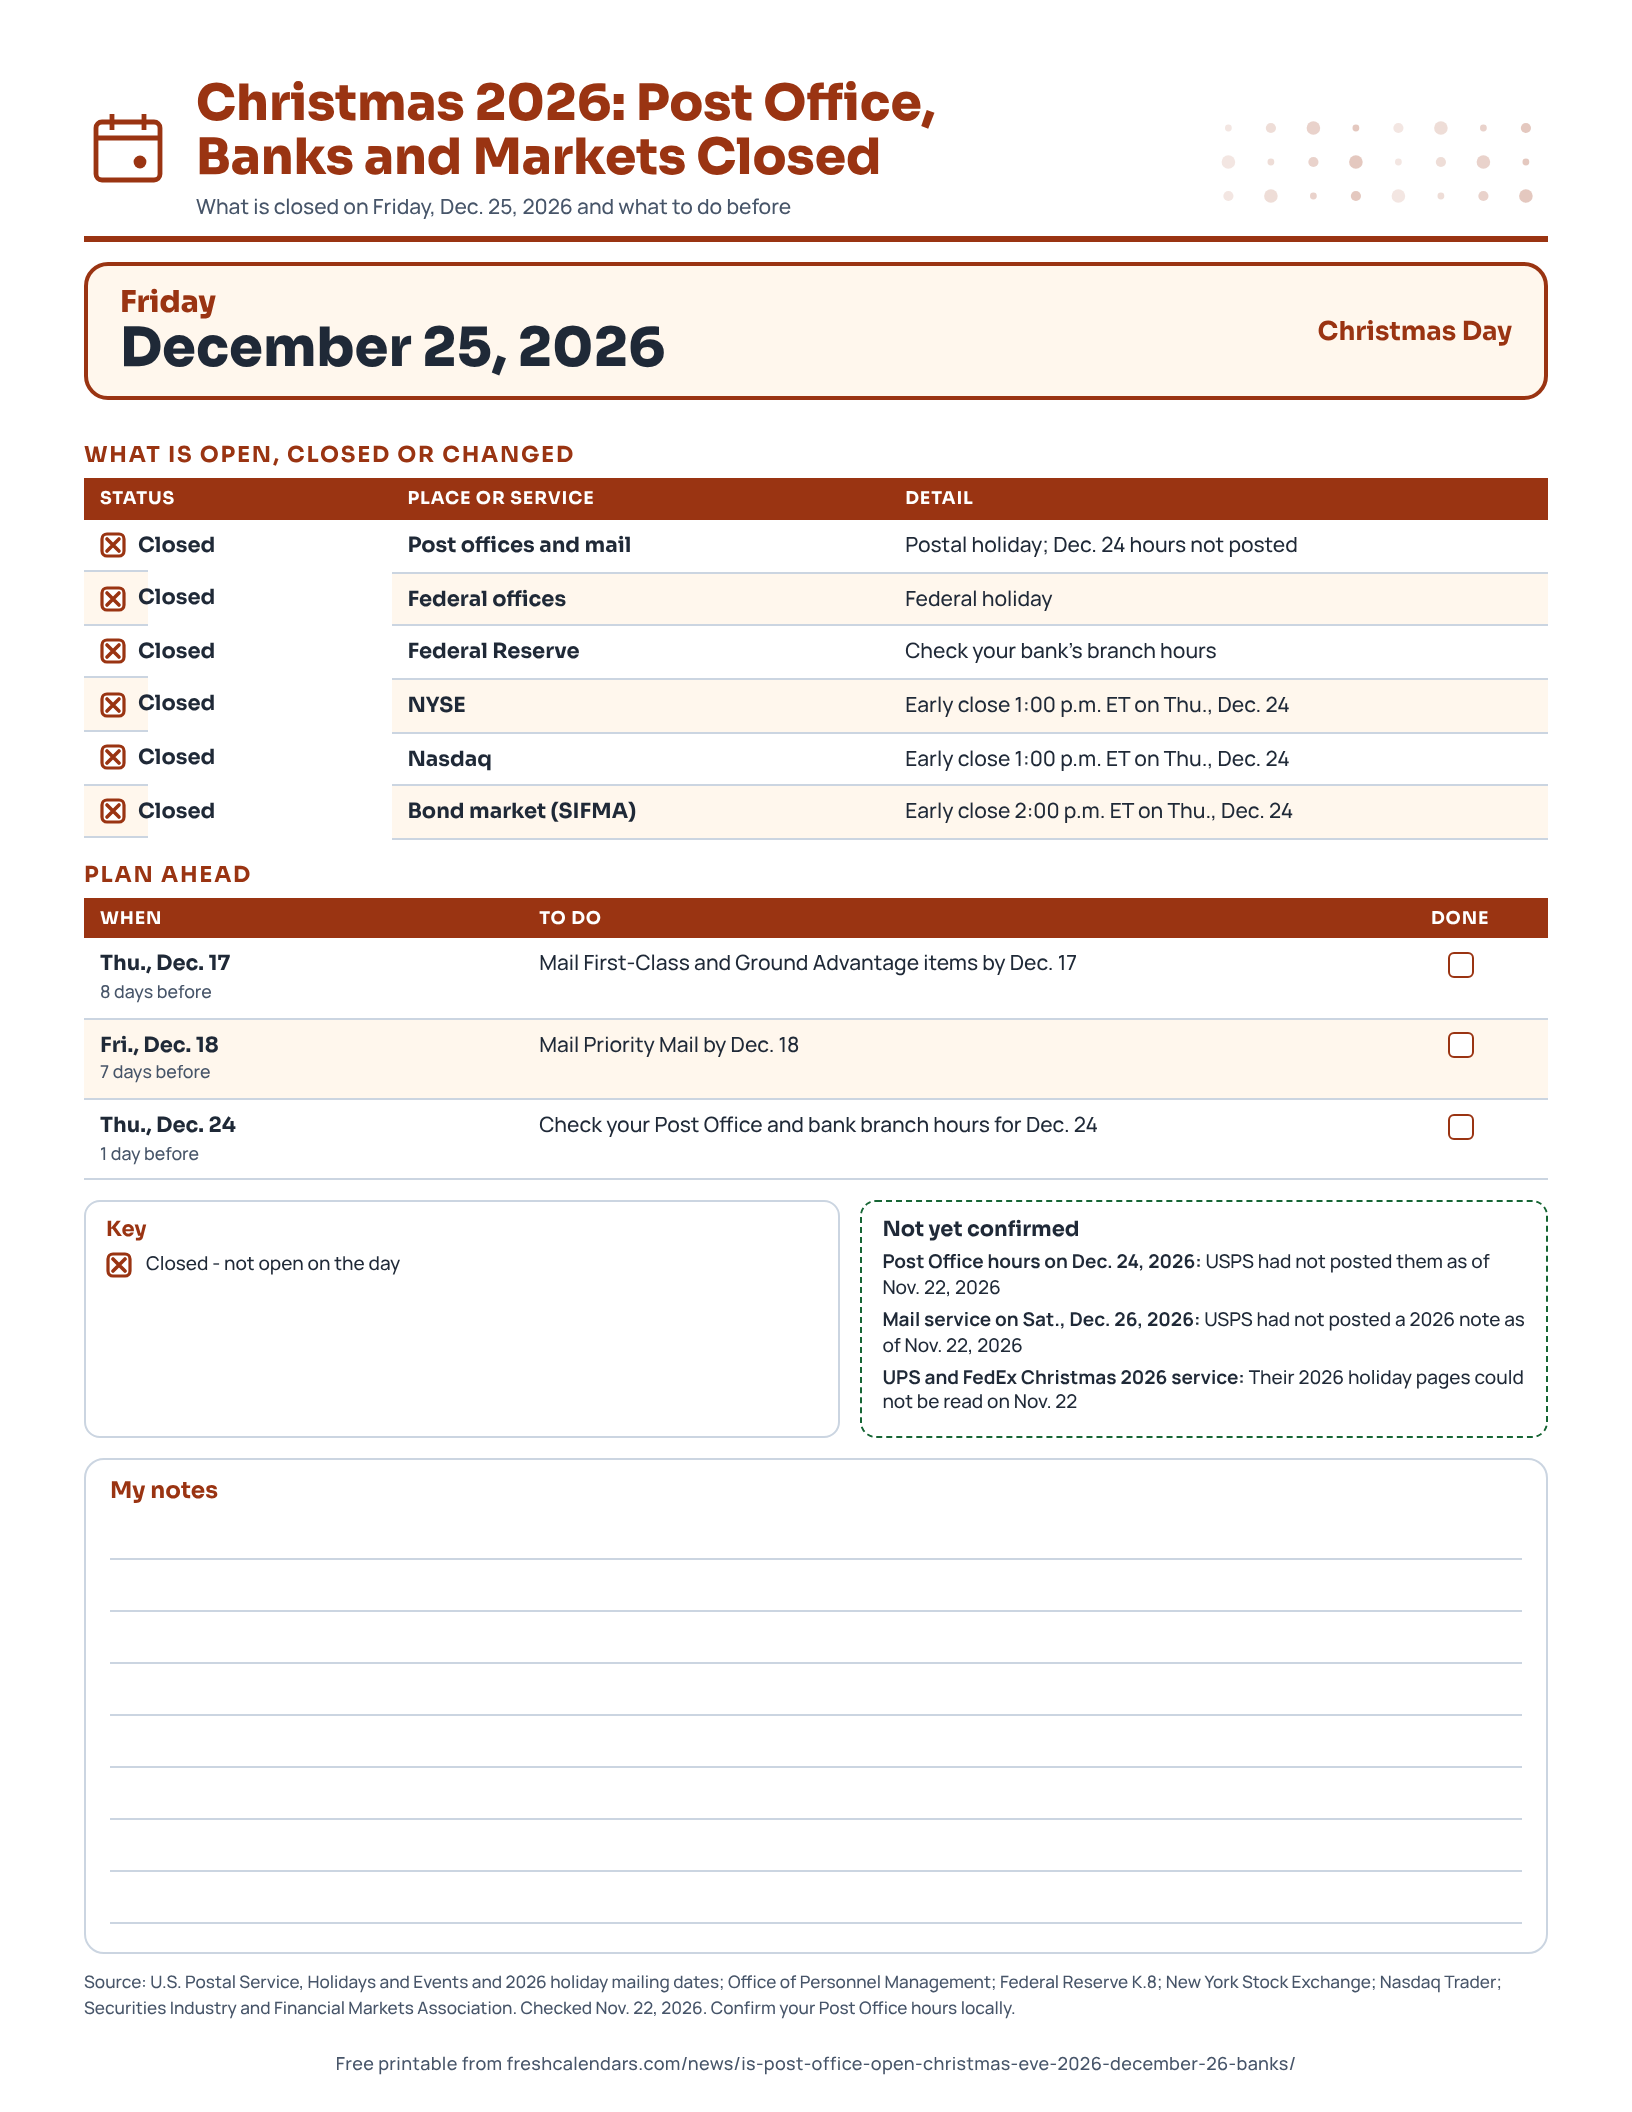 Christmas 2026: Post Office,
Banks and Markets Closed
What is closed on Friday, Dec. 25, 2026 and what to do before
Friday
December 25, 2026
Christmas Day
WHAT IS OPEN, CLOSED OR CHANGED
STATUS PLACE OR SERVICE DETAIL
Closed Post offices and mail Postal holiday; Dec. 24 hours not posted
Closed Federal offices Federal holiday
Closed Federal Reserve Check your bank's branch hours
Closed NYSE Early close 1:00 p.m. ET on Thu., Dec. 24
Closed Nasdaq Early close 1:00 p.m. ET on Thu., Dec. 24
Closed Bond market (SIFMA) Early close 2:00 p.m. ET on Thu., Dec. 24
PLAN AHEAD
WHEN TO DO DONE
Thu., Dec. 17 Mail First-Class and Ground Advantage items by Dec. 17
8 days before
Fri., Dec. 18 Mail Priority Mail by Dec. 18
7 days before
Thu., Dec. 24 Check your Post Office and bank branch hours for Dec. 24
1 day before
Key
Closed - not open on the day
Not yet confirmed
Post Office hours on Dec. 24, 2026: USPS had not posted them as of
Nov. 22, 2026
Mail service on Sat., Dec. 26, 2026: USPS had not posted a 2026 note as
of Nov. 22, 2026
UPS and FedEx Christmas 2026 service: Their 2026 holiday pages could
not be read on Nov. 22
My notes
Source: U.S. Postal Service, Holidays and Events and 2026 holiday mailing dates; Office of Personnel Management; Federal Reserve K.8; New York Stock Exchange; Nasdaq Trader;
Securities Industry and Financial Markets Association. Checked Nov. 22, 2026. Confirm your Post Office hours locally.
Free printable from freshcalendars.com/news/is-post-office-open-christmas-eve-2026-december-26-banks/